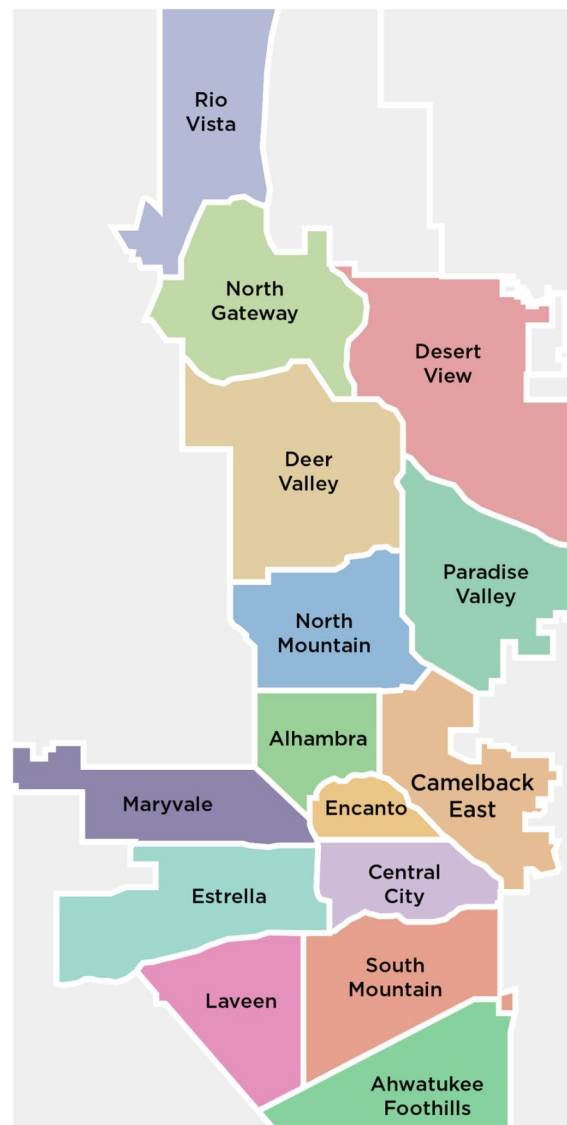 Rio
Vista
North
Gateway
Desert
View
Deer
Valley
Paradise
Valley
North
Mountain
Alhambra
Camelback
East
Maryvale
Encanto
Central
City
Estrella
South
Mountain
Laveen
Ahwatukee
Foothills